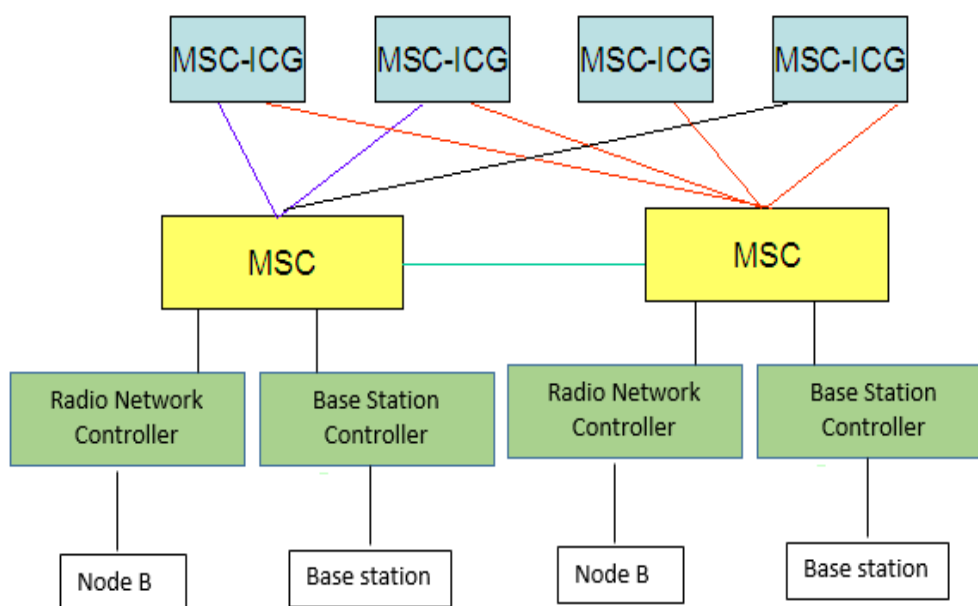 MSC-ICG
MSC-ICG
MSC-ICG
MSC-ICG
MSC
MSC
Radio Network
Controller
Base Station
Controller
Radio Network
Controller
Base Station
Controller
Node B
Base station
Node B
Base station